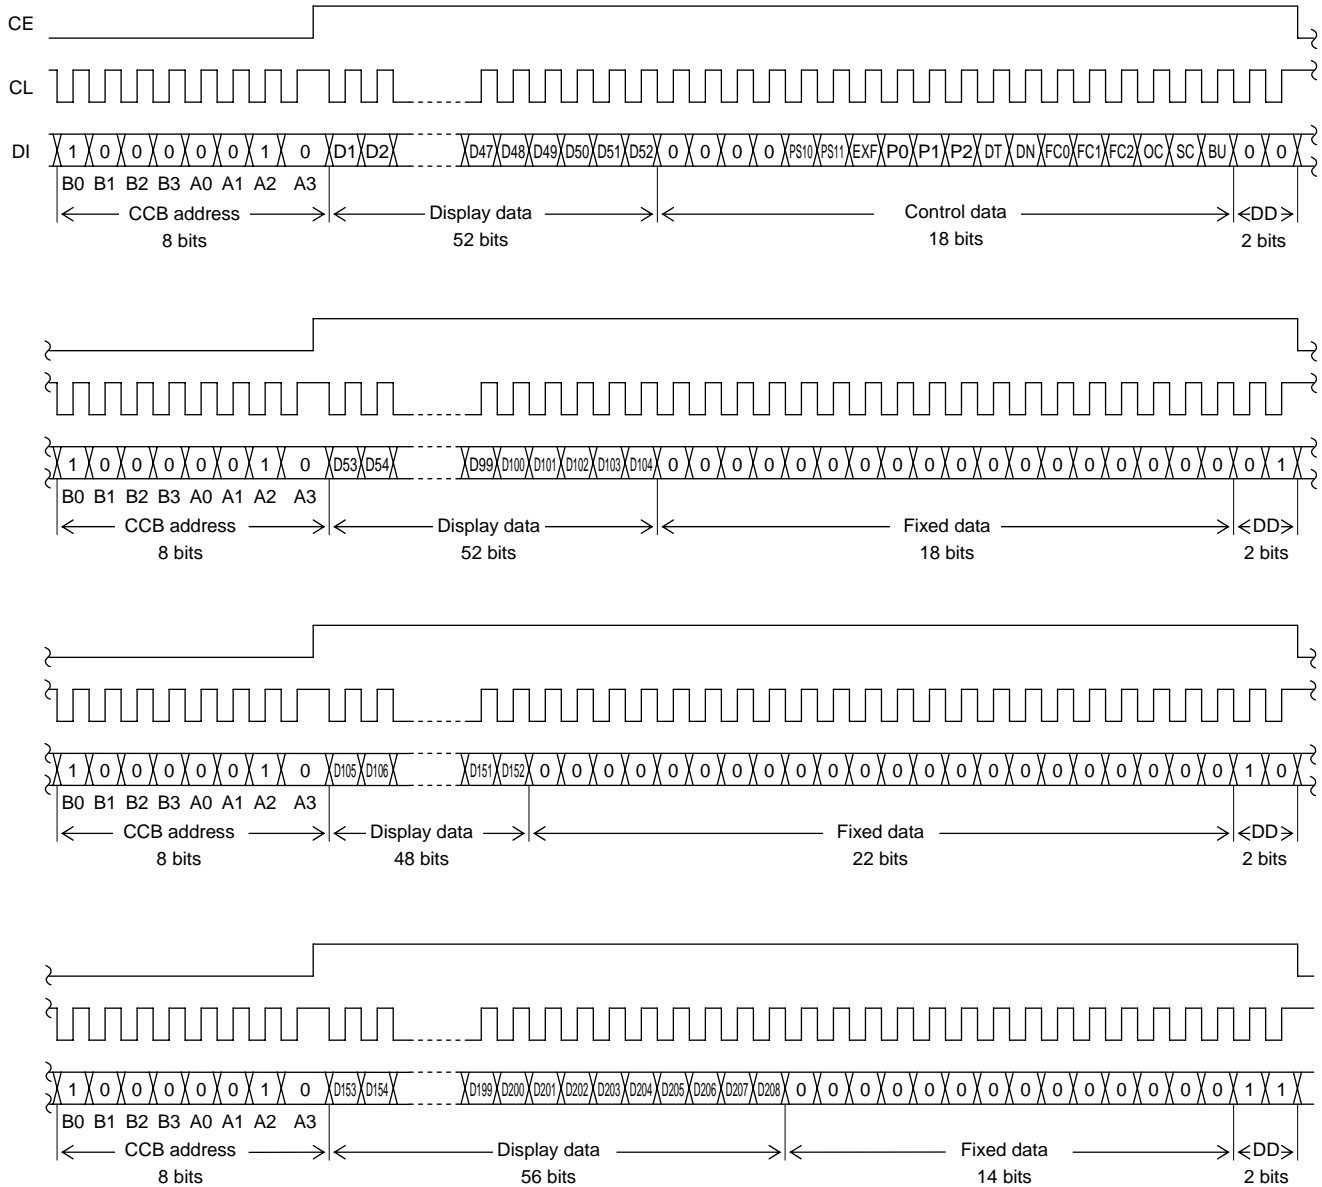 CE
CL
DI 1 0 0 0 0 0 1 0 D1 D2 D47 D48 D49 D50 D51 D52 0 0 0 0 PS10 PS11 EXF P0 P1 P2 DT DN FC0 FC1 FC2 OC SC BU 0 0
B0 B1 B2 B3 A0 A1 A2 A3
CCB address Display data Control data DD
8 bits 52 bits 18 bits 2 bits
1 0 0 0 0 0 1 0 D53 D54 D99 D100 D101 D102 D103 D104 0 0 0 0 0 0 0 0 0 0 0 0 0 0 0 0 0 0 0 1
B0 B1 B2 B3 A0 A1 A2 A3
CCB address Display data Fixed data DD
8 bits 52 bits 18 bits 2 bits
1 0 0 0 0 0 1 0 D105 D106 D151 D152 0 0 0 0 0 0 0 0 0 0 0 0 0 0 0 0 0 0 0 0 0 0 1 0
B0 B1 B2 B3 A0 A1 A2 A3
CCB address Display data Fixed data DD
8 bits 48 bits 22 bits 2 bits
1 0 0 0 0 0 1 0 D153 D154 D199 D200 D201 D202 D203 D204 D205 D206 D207 D208 0 0 0 0 0 0 0 0 0 0 0 0 0 0 1 1
B0 B1 B2 B3 A0 A1 A2 A3
CCB address Display data Fixed data DD
8 bits 56 bits 14 bits 2 bits